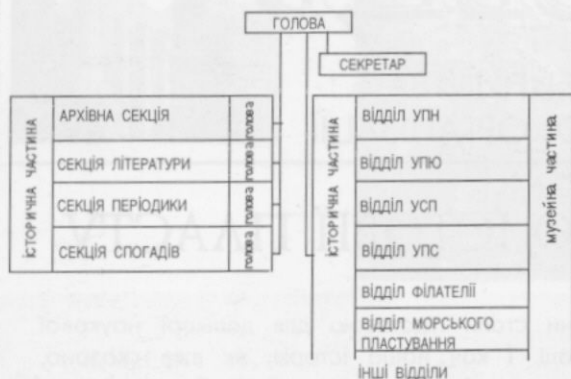 ГОЛОВА
СЕКРЕТАР
ІСТОРИЧНА ЧАСТИНА
АРХІВНА СЕКЦІЯ
голова
СЕКЦІЯ ЛІТЕРАТУРИ
голова
СЕКЦІЯ ПЕРІОДИКИ
голова
СЕКЦІЯ СПОГАДІВ
голова
ІСТОРИЧНА ЧАСТИНА
ВІДДІЛ УПН
ВІДДІЛ УПЮ
ВІДДІЛ УСП
ВІДДІЛ УПС
ВІДДІЛ ФІЛАТЕЛІЇ
ВІДДІЛ МОРСЬКОГО
ПЛАСТУВАННЯ
ІНШІ ВІДДІЛИ
музейна частина